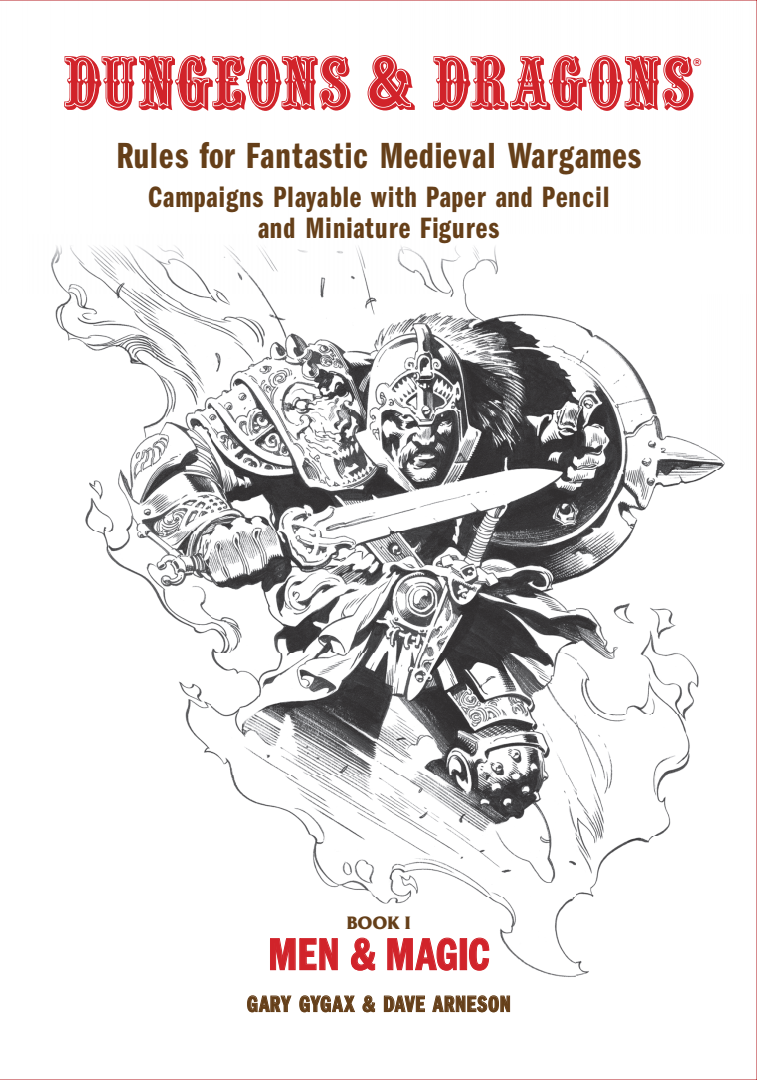 DUNGEONS & DRAGONS®
Rules for Fantastic Medieval Wargames
Campaigns Playable with Paper and Pencil
and Miniature Figures
BOOK I
MEN & MAGIC
GARY GYGAX & DAVE ARNESON